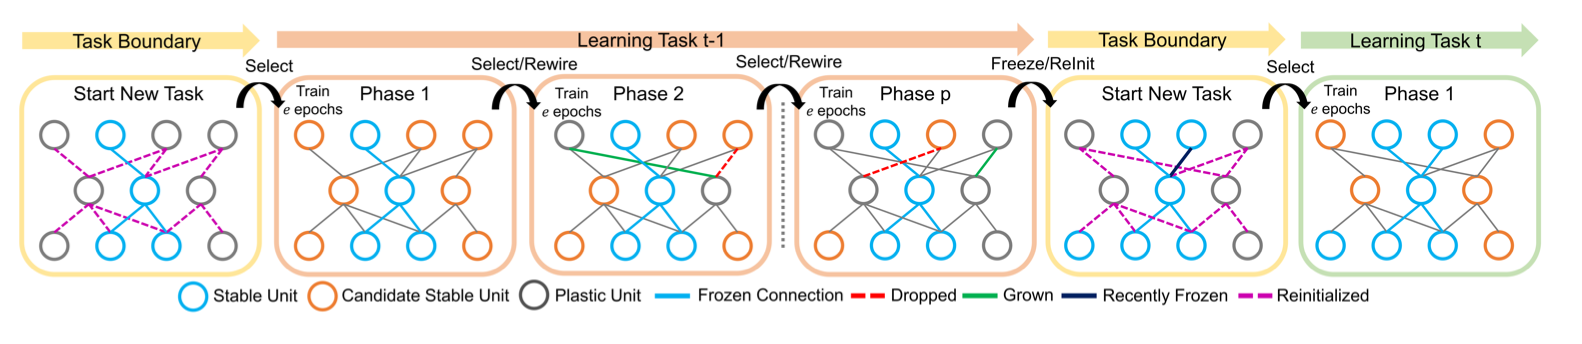 Task Boundary
Learning Task t-1
Task Boundary
Learning Task t
Select
Select/Rewire
Select/Rewire
Freeze/ReInit
Select
Start New Task
Train
e epochs
Phase 1
Train
e epochs
Phase 2
Train
e epochs
Phase p
Start New Task
Train
e epochs
Phase 1
Stable Unit
Candidate Stable Unit
Plastic Unit
Frozen Connection
Dropped
Grown
Recently Frozen
Reinitialized